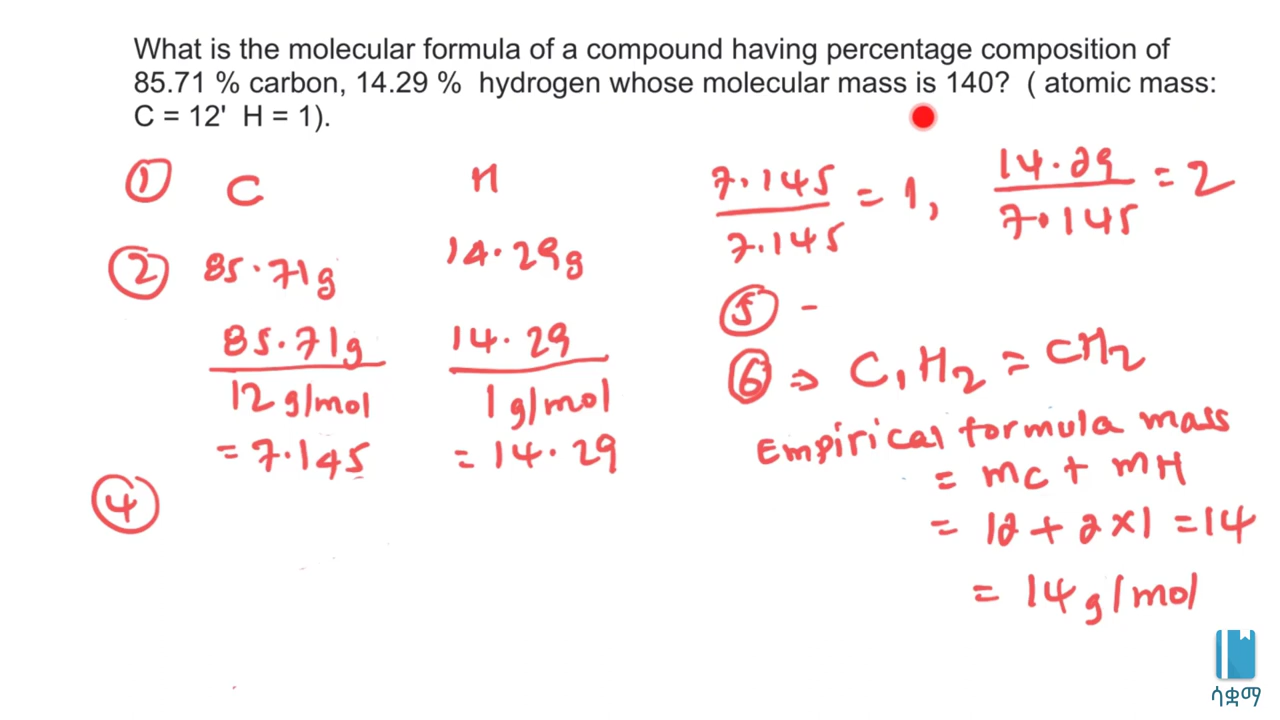 What is the molecular formula of a compound having percentage composition of
85.71 % carbon, 14.29 % hydrogen whose molecular mass is 140? ( atomic mass:
C = 12' H = 1).
① C H
② 85.71g 14.29g
85.71g / 12g/mol 14.29 / 1g/mol
= 7.145 = 14.29
④
7.145 / 7.145 = 1, 14.29 / 7.145 = 2
⑤ -
⑥ ⇒ C₁H₂ = CH₂
Empirical formula mass
= mC + mH
= 12 + 2×1 = 14
= 14g/mol
ሳቋማ